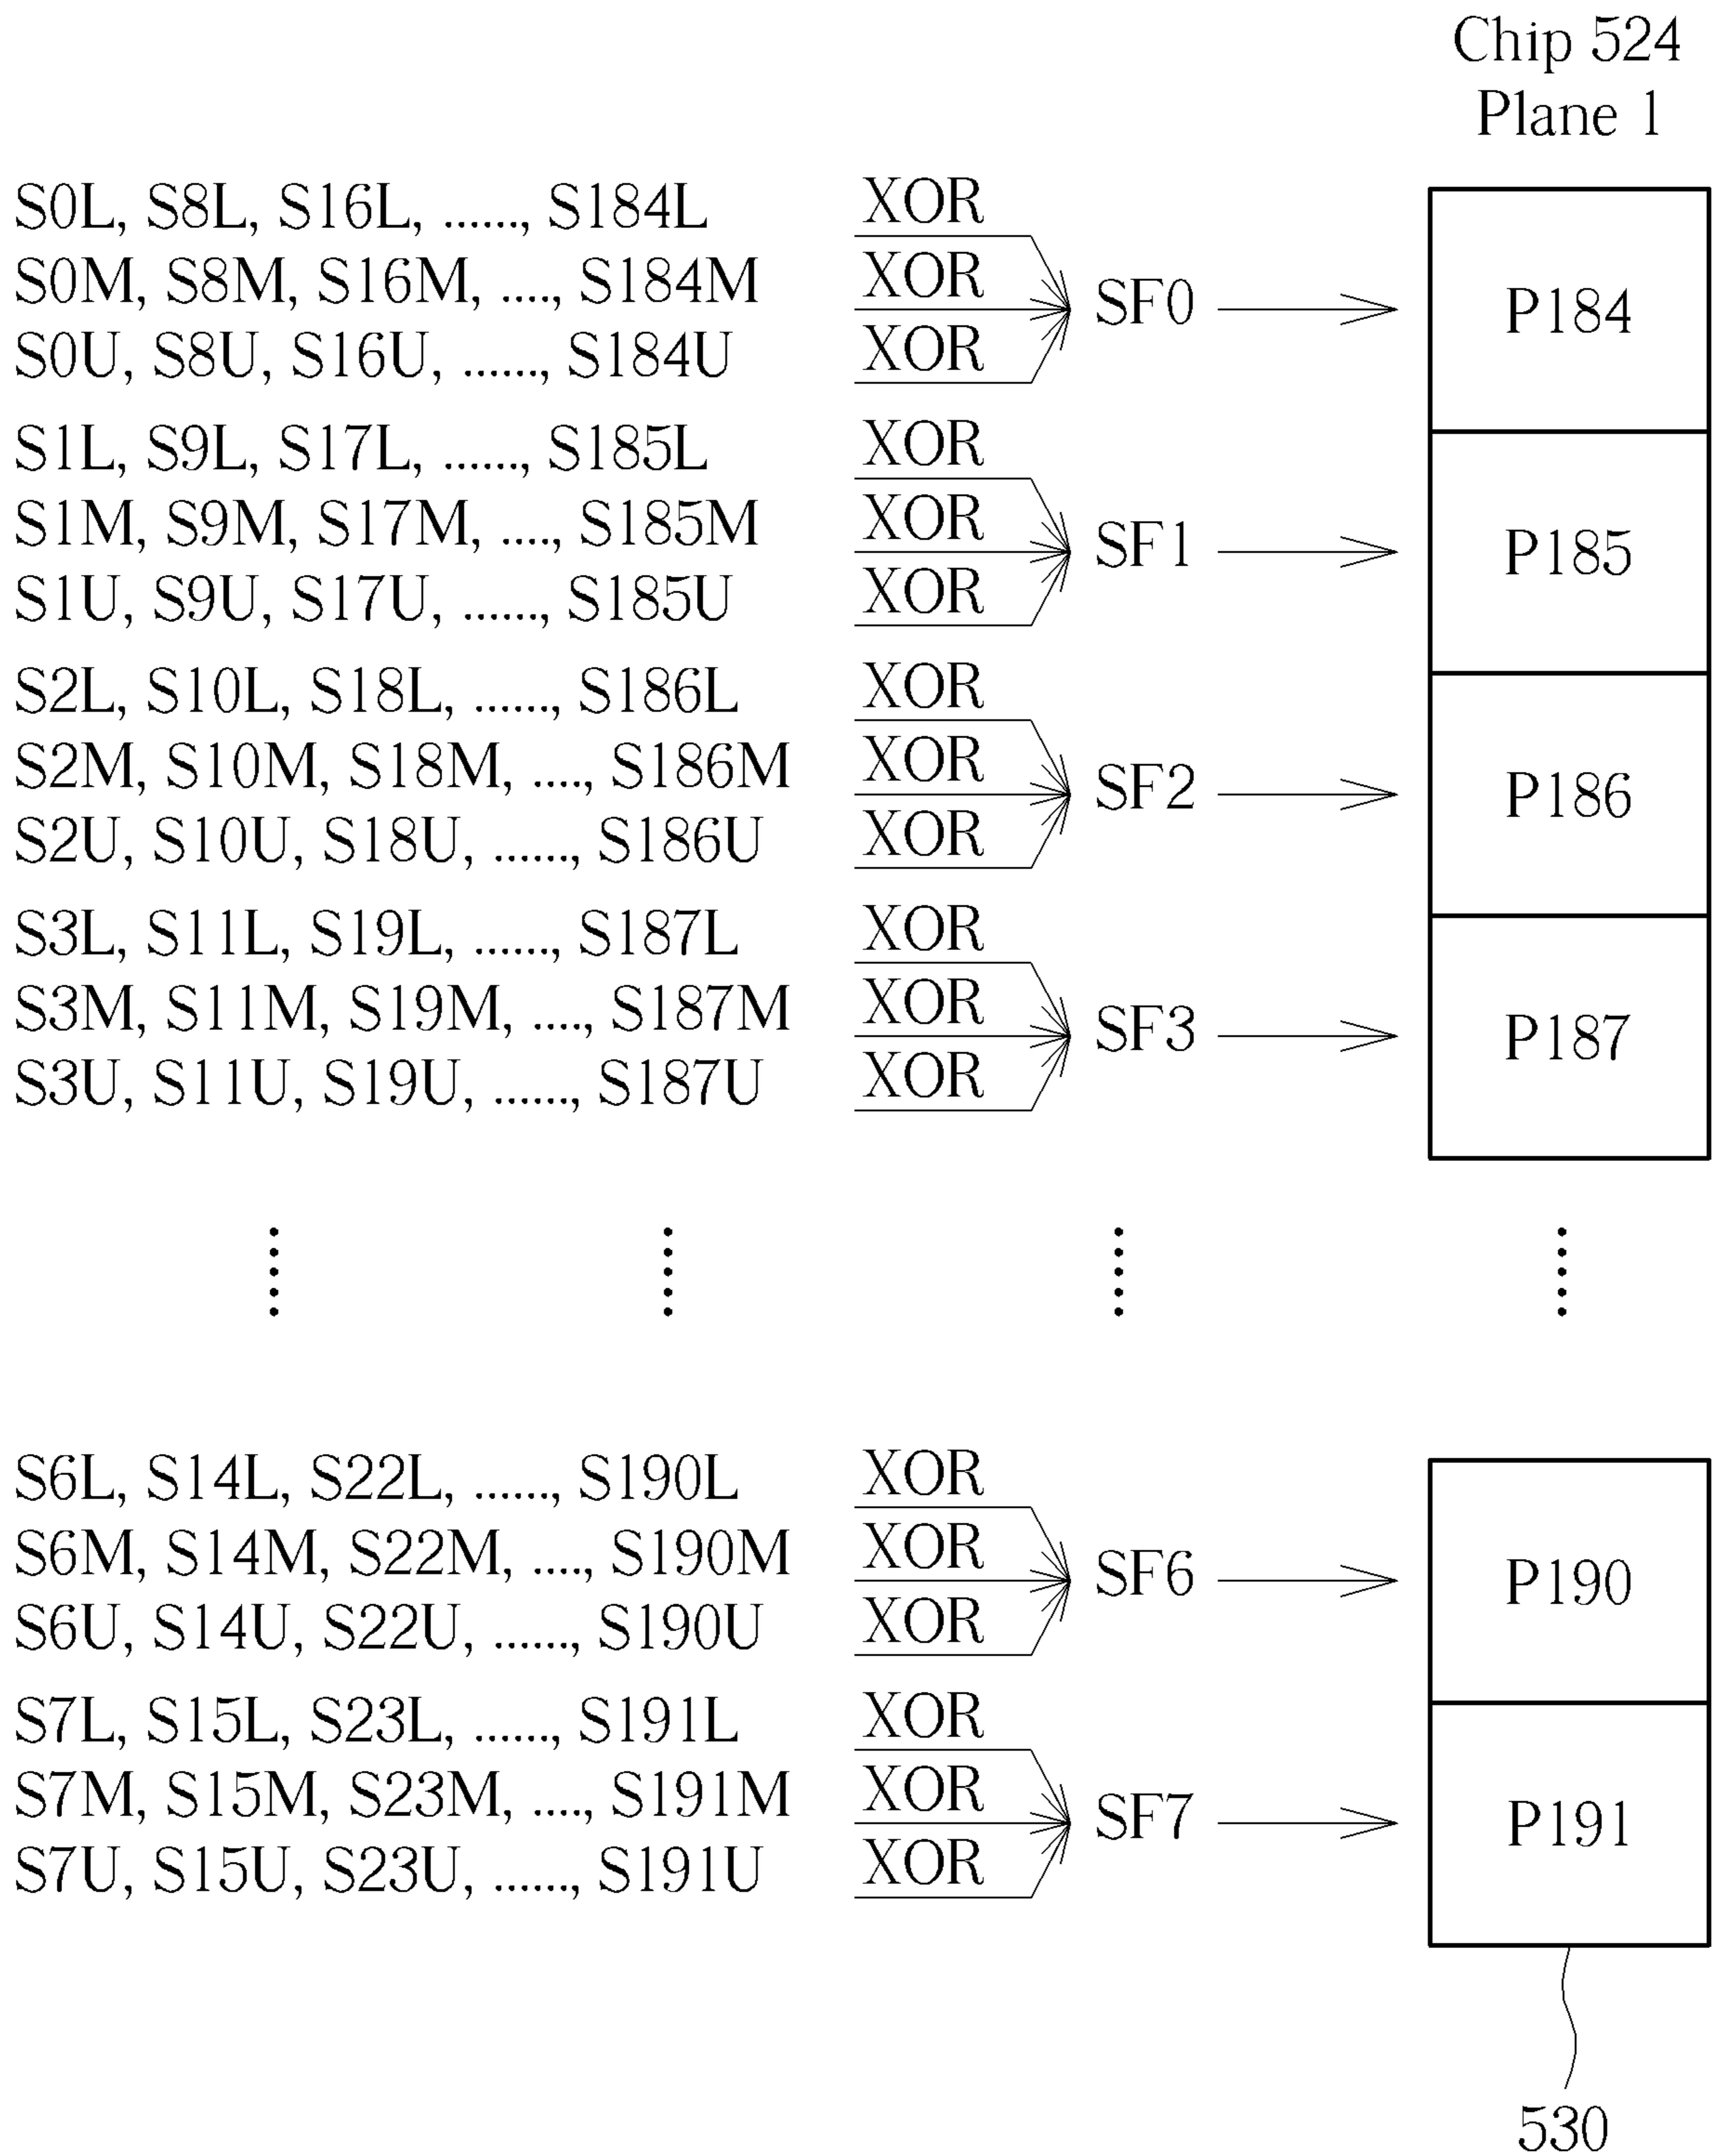 Chip 524
Plane 1
S0L, S8L, S16L, ......, S184L XOR
S0M, S8M, S16M, ...., S184M XOR SF0 P184
S0U, S8U, S16U, ......, S184U XOR
S1L, S9L, S17L, ......, S185L XOR
S1M, S9M, S17M, ...., S185M XOR SF1 P185
S1U, S9U, S17U, ......, S185U XOR
S2L, S10L, S18L, ......, S186L XOR
S2M, S10M, S18M, ...., S186M XOR SF2 P186
S2U, S10U, S18U, ......, S186U XOR
S3L, S11L, S19L, ......, S187L XOR
S3M, S11M, S19M, ...., S187M XOR SF3 P187
S3U, S11U, S19U, ......, S187U XOR
S6L, S14L, S22L, ......, S190L XOR
S6M, S14M, S22M, ...., S190M XOR SF6 P190
S6U, S14U, S22U, ......, S190U XOR
S7L, S15L, S23L, ......, S191L XOR
S7M, S15M, S23M, ...., S191M XOR SF7 P191
S7U, S15U, S23U, ......, S191U XOR
530